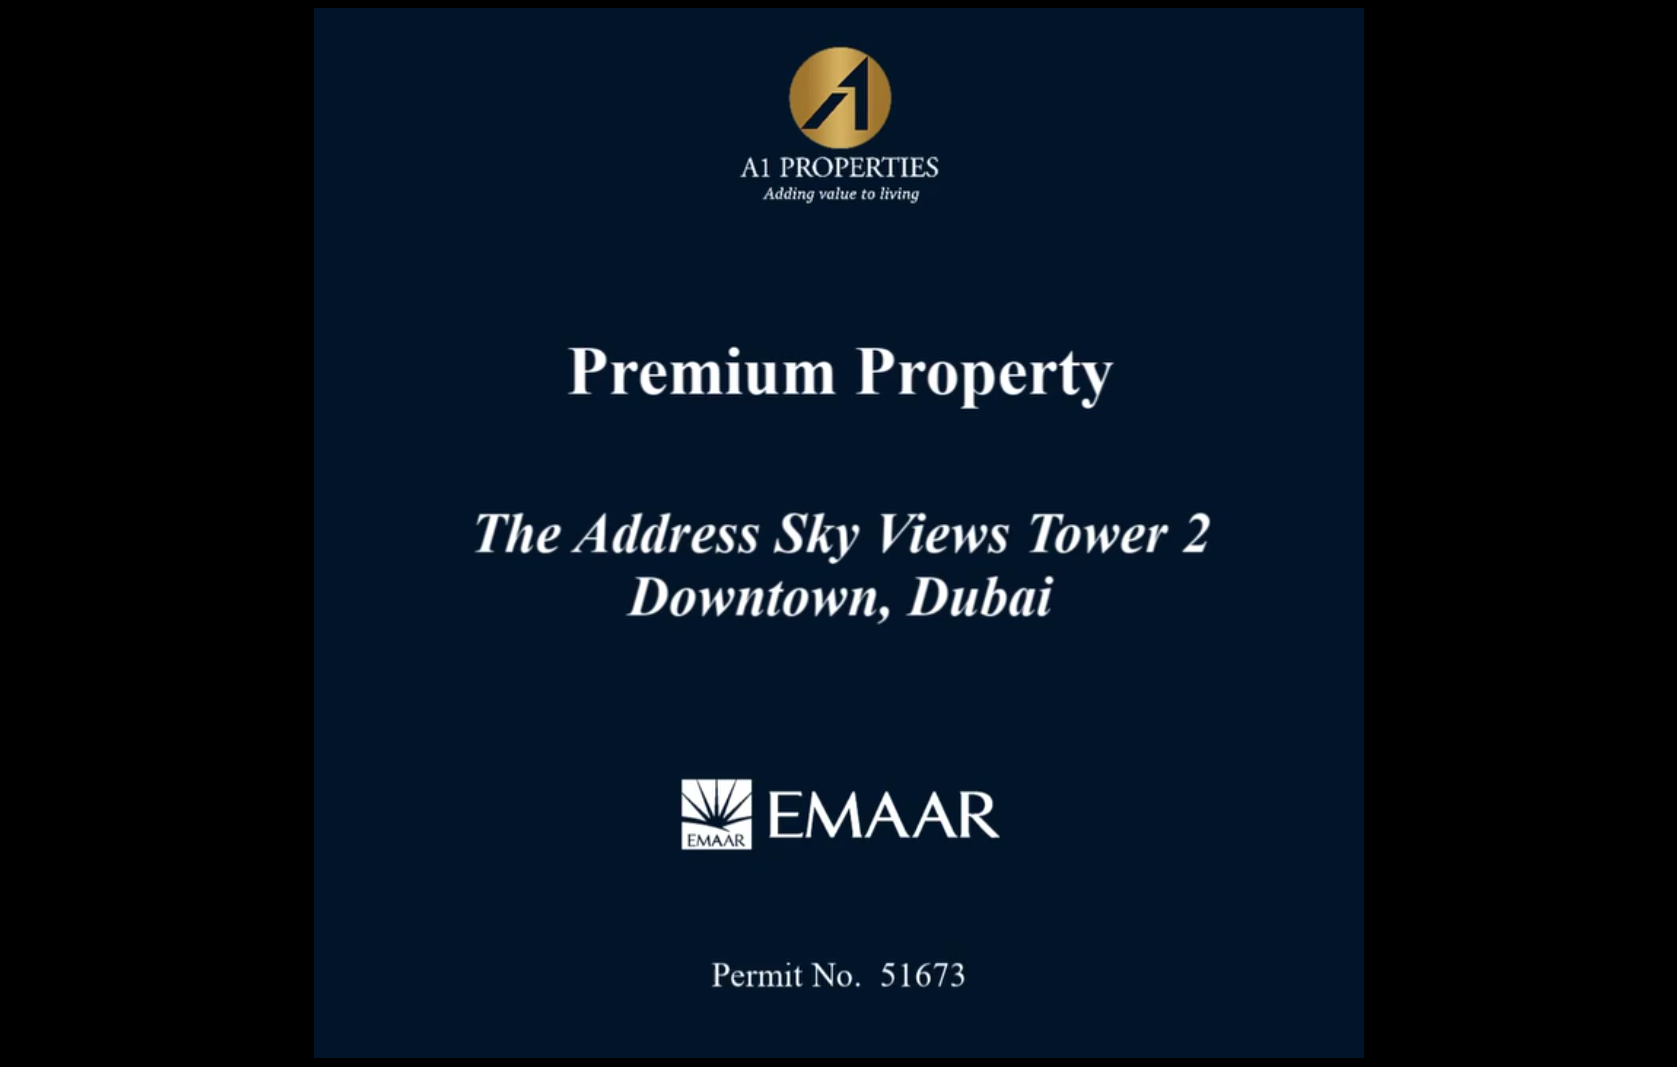 A1 PROPERTIES
Adding value to living
Premium Property
The Address Sky Views Tower 2
Downtown, Dubai
EMAAR EMAAR
Permit No. 51673